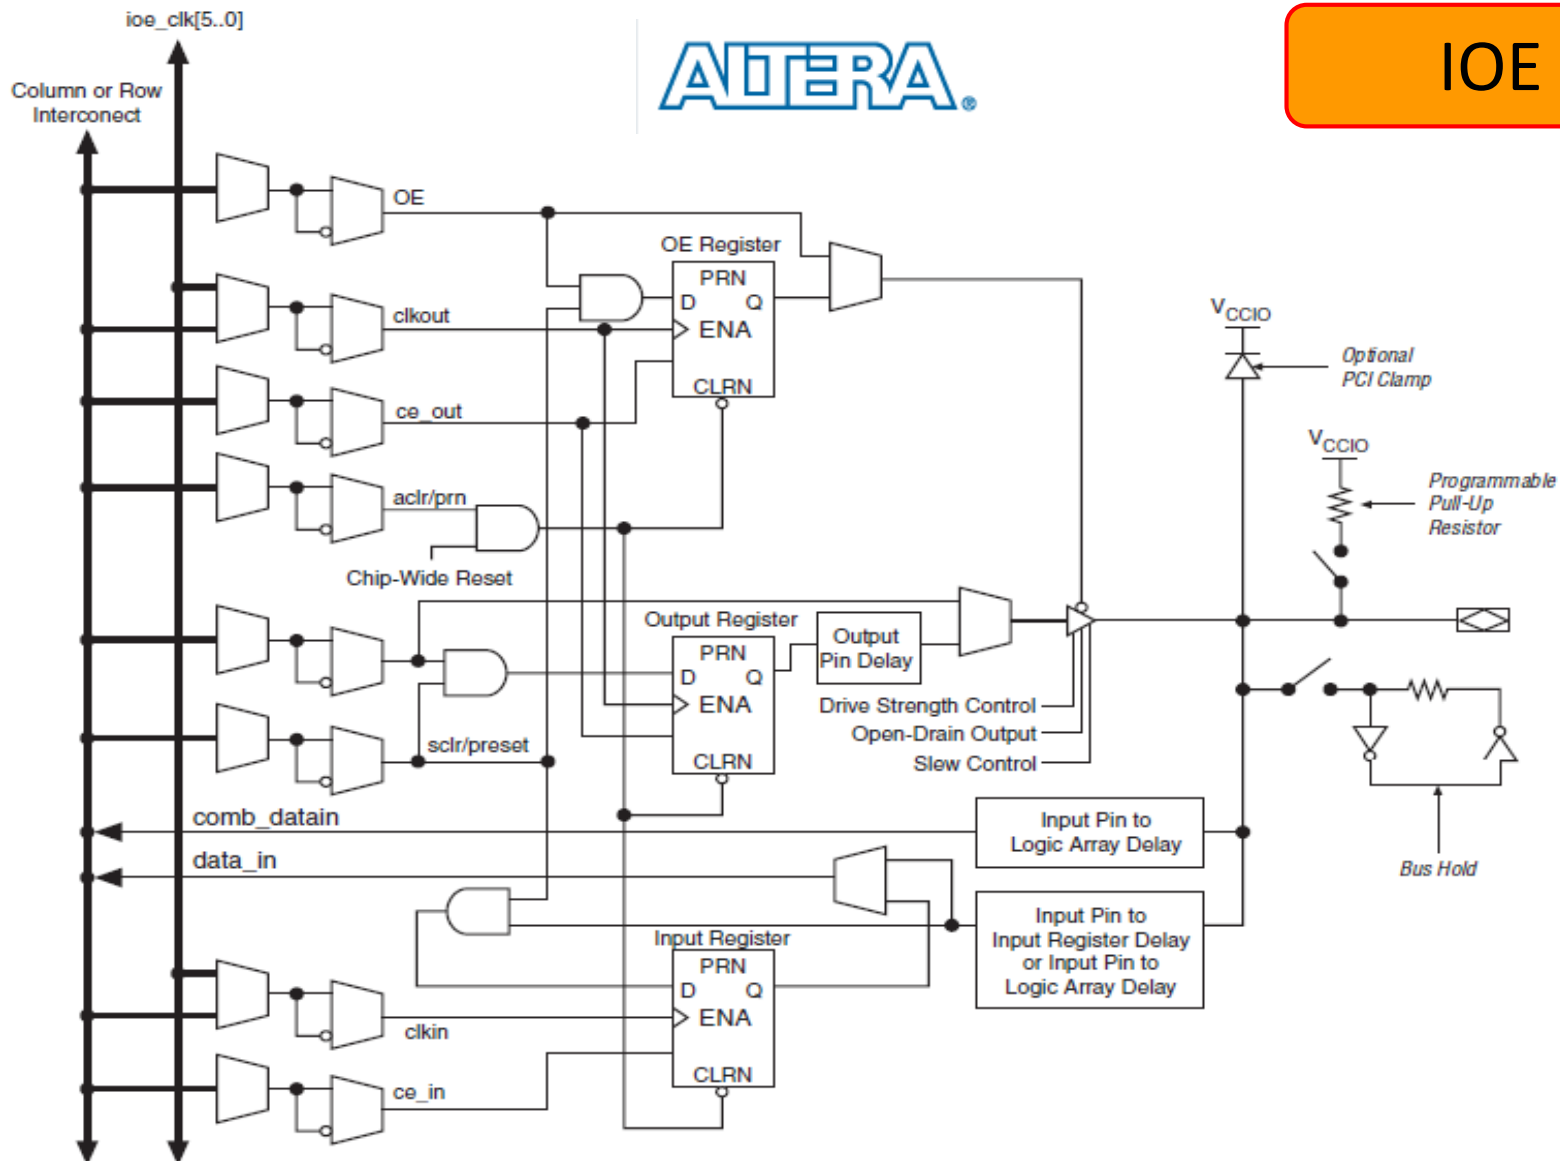 ioe_clk[5..0]
ALTERA®
IOE
Column or Row
Interconect
OE
OE Register
PRN
D Q
ENA
CLRN
clkout
ce_out
aclr/prn
Chip-Wide Reset
VCCIO
Optional
PCI Clamp
VCCIO
Programmable
Pull-Up
Resistor
Output Register
PRN
D Q
ENA
CLRN
Output
Pin Delay
Drive Strength Control
Open-Drain Output
Slew Control
sclr/preset
comb_datain
data_in
Input Pin to
Logic Array Delay
Bus Hold
Input Pin to
Input Register Delay
or Input Pin to
Logic Array Delay
Input Register
PRN
D Q
ENA
CLRN
clkin
ce_in